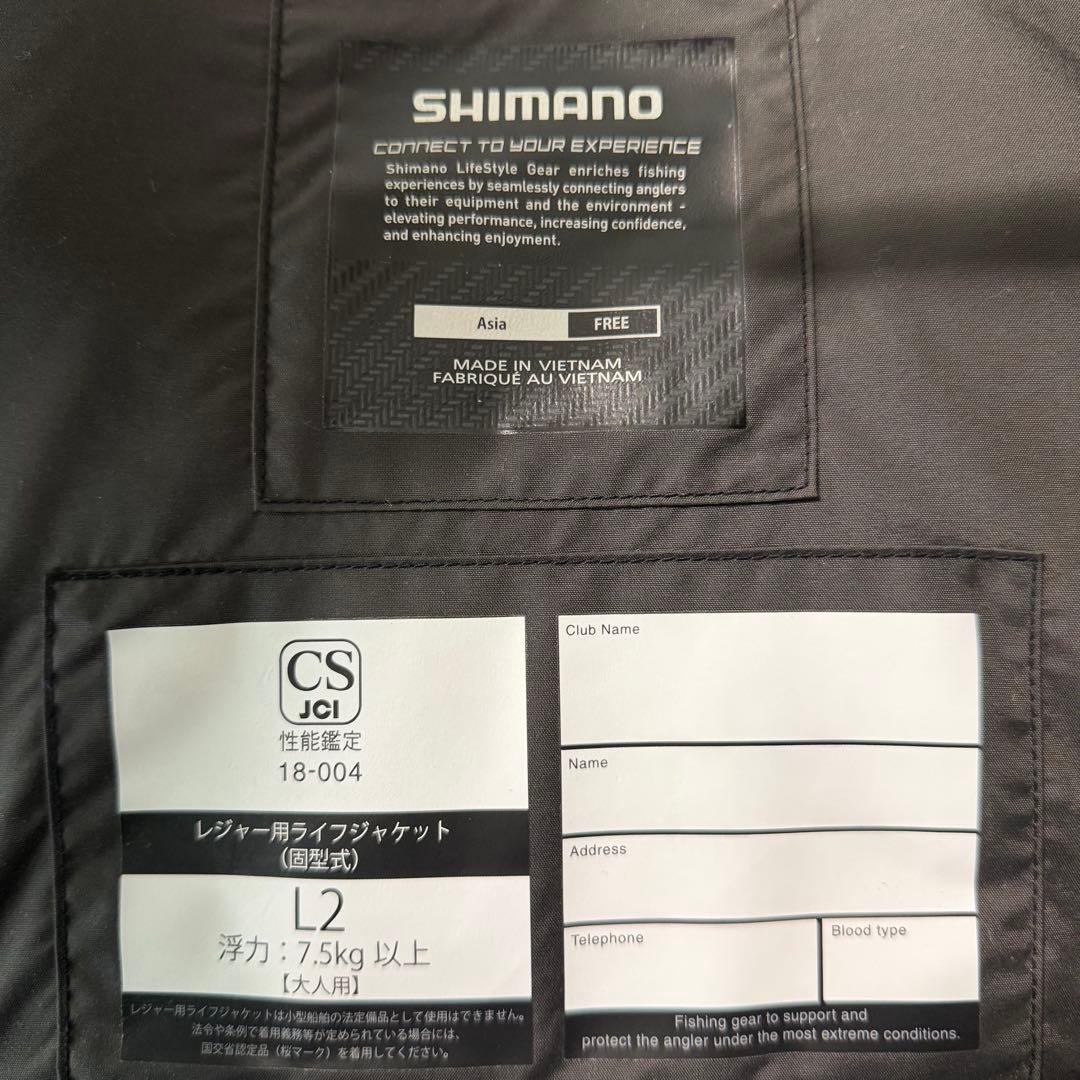 SHIMANO
CONNECT TO YOUR EXPERIENCE
Shimano LifeStyle Gear enriches fishing
experiences by seamlessly connecting anglers
to their equipment and the environment -
elevating performance, increasing confidence,
and enhancing enjoyment.
Asia FREE
MADE IN VIETNAM
FABRIQUÉ AU VIETNAM
CS
JCI
性能鑑定
18-004
レジャー用ライフジャケット
(固型式)
L2
浮力：7.5kg 以上
【大人用】
レジャー用ライフジャケットは小型船舶の法定備品として使用はできません。
法令や条例で着用義務等が定められている場合には、
国交省認定品（桜マーク）を着用してください。
Club Name
Name
Address
Telephone
Blood type
Fishing gear to support and
protect the angler under the most extreme conditions.